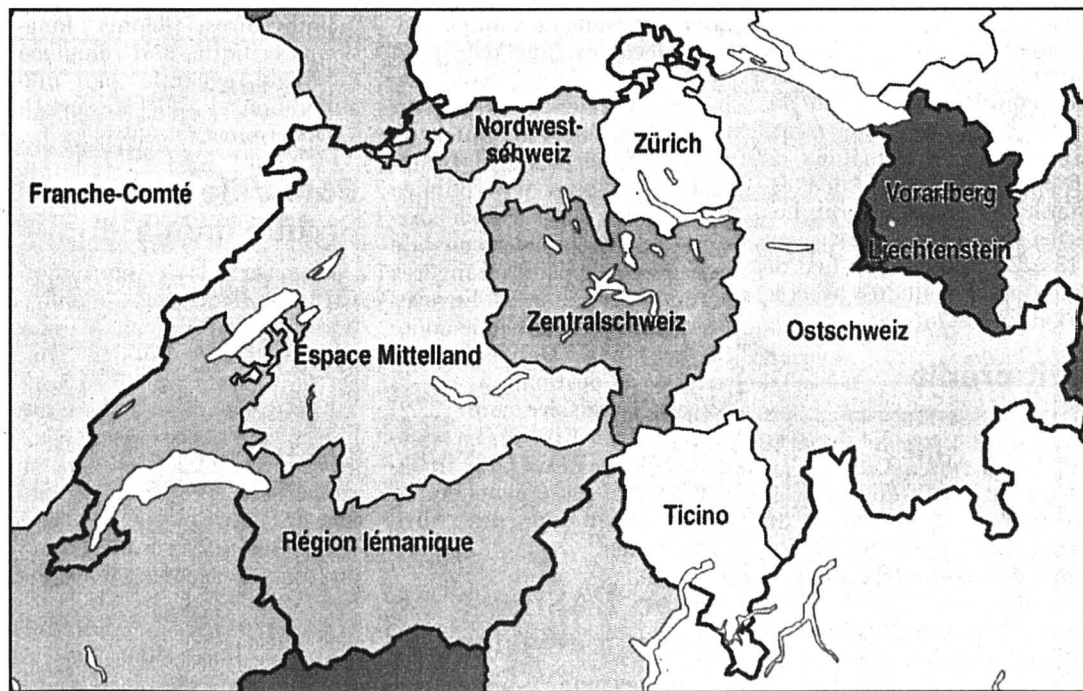 Nordwest-
schweiz
Zürich
Franche-Comté
Vorarlberg
Liechtenstein
Zentralschweiz
Ostschweiz
Espace Mittelland
Ticino
Région lémanique